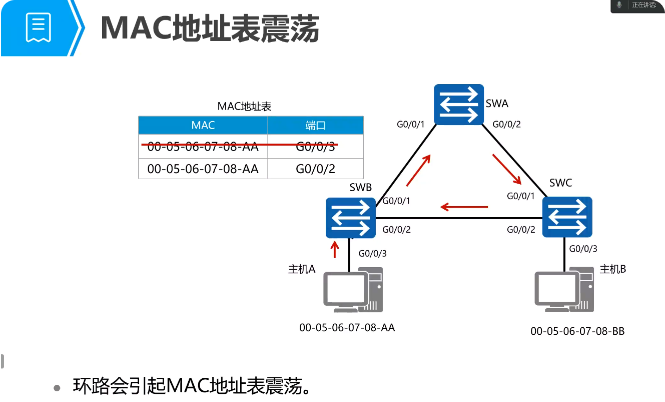 正在讲话:
MAC地址表震荡
MAC地址表
MAC 端口
00-05-06-07-08-AA G0/0/3
00-05-06-07-08-AA G0/0/2
SWA
G0/0/1 G0/0/2
SWB
SWC
G0/0/1 G0/0/1
G0/0/2 G0/0/2
G0/0/3 G0/0/3
主机A 主机B
00-05-06-07-08-AA 00-05-06-07-08-BB
环路会引起MAC地址表震荡。